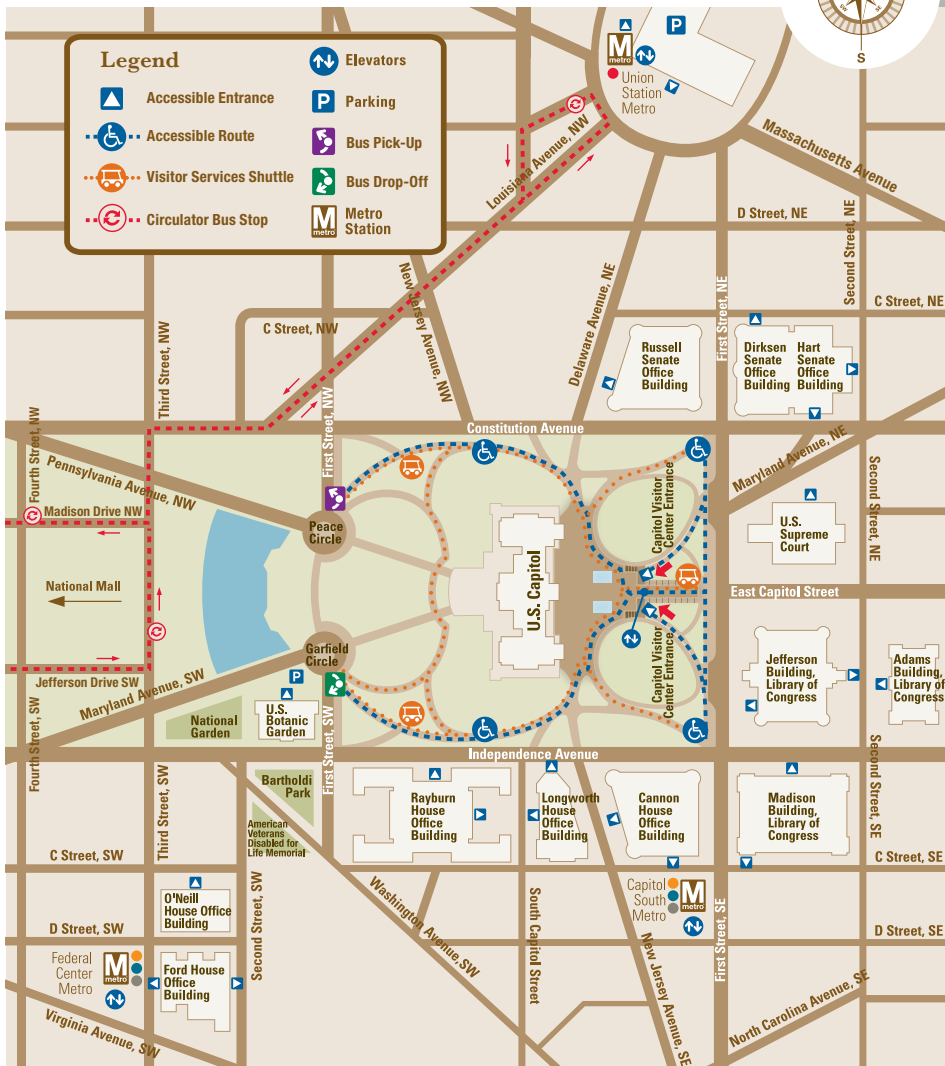 S
W
SW
SE
Legend
Accessible Entrance
Accessible Route
Visitor Services Shuttle
Circulator Bus Stop
Elevators
P
Parking
Bus Pick-Up
Bus Drop-Off
M
metro
Metro
Station
M
metro
P
Union
Station
Metro
Massachusetts Avenue
Louisiana Avenue, NW
D Street, NE
Second Street, NE
New Jersey Avenue, NW
Delaware Avenue, NE
First Street, NE
C Street, NE
C Street, NW
Third Street, NW
First Street, NW
Russell
Senate
Office
Building
Dirksen
Senate
Office
Building
Hart
Senate
Office
Building
Constitution Avenue
Fourth Street, NW
Pennsylvania Avenue, NW
Maryland Avenue, NE
Second Street, NE
Madison Drive NW
Peace
Circle
Capitol Visitor
Center Entrance
U.S.
Supreme
Court
National Mall
U.S. Capitol
East Capitol Street
Garfield
Circle
Capitol Visitor
Center Entrance
Jefferson
Building,
Library of
Congress
Adams
Building,
Library of
Congress
Jefferson Drive SW
Maryland Avenue, SW
P
U.S.
Botanic
Garden
National
Garden
Fourth Street, SW
First Street, SW
Independence Avenue
Bartholdi
Park
American
Veterans
Disabled for
Life Memorial
Rayburn
House
Office
Building
Longworth
House
Office
Building
Cannon
House
Office
Building
Madison
Building,
Library of
Congress
Second Street, SE
Third Street, SW
C Street, SW
C Street, SE
O'Neill
House Office
Building
Second Street, SW
Washington Avenue, SW
South Capitol Street
Capitol
South
Metro
M
metro
First Street, SE
D Street, SW
D Street, SE
Federal
Center
Metro
M
metro
Ford House
Office
Building
New Jersey Avenue, SE
North Carolina Avenue, SE
Virginia Avenue, SW